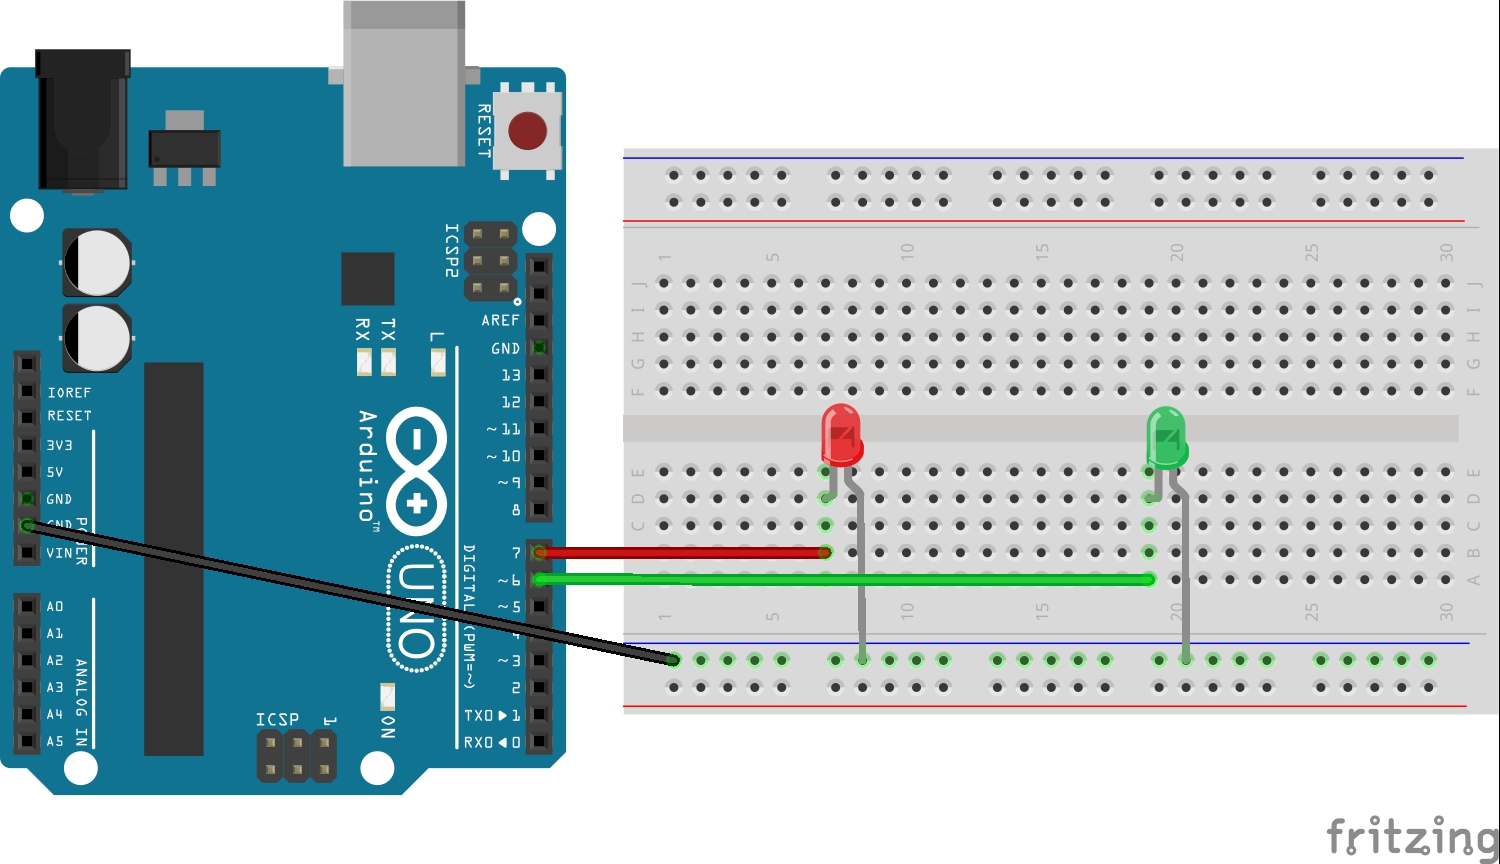 RESET
ICSP2
AREF
GND
RX
TX
L
13
12
~11
~10
~9
8
IOREF
RESET
3V3
5V
GND
GND
VIN
POWER
Arduino™
UNO
7
~6
~5
4
~3
2
TX0▶1
RX0◀0
DIGITAL (PWM=~)
A0
A1
A2
A3
A4
A5
ANALOG IN
ICSP
1
ON
1 5 10 15 20 25 30
J J
I I
H H
G G
F F
E E
D D
C C
B B
A A
1 5 10 15 20 25 30
fritzing